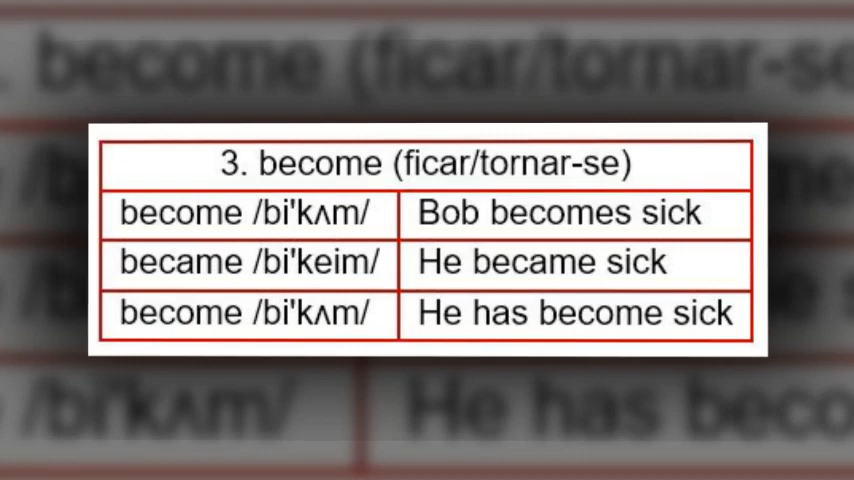 3. become (ficar/tornar-se)
become /bi'kʌm/ Bob becomes sick
became /bi'keim/ He became sick
become /bi'kʌm/ He has become sick